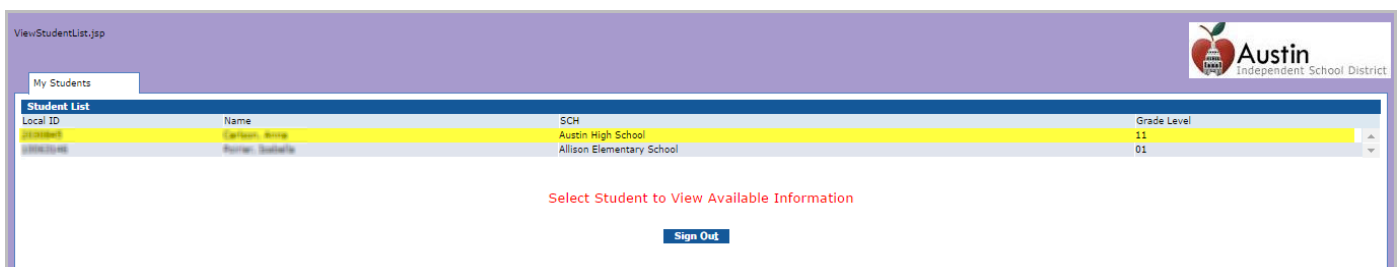 ViewStudentList.jsp
Austin
Independent School District
My Students
Student List
Local ID Name SCH Grade Level
Austin High School 11
Allison Elementary School 01
Select Student to View Available Information
Sign Out